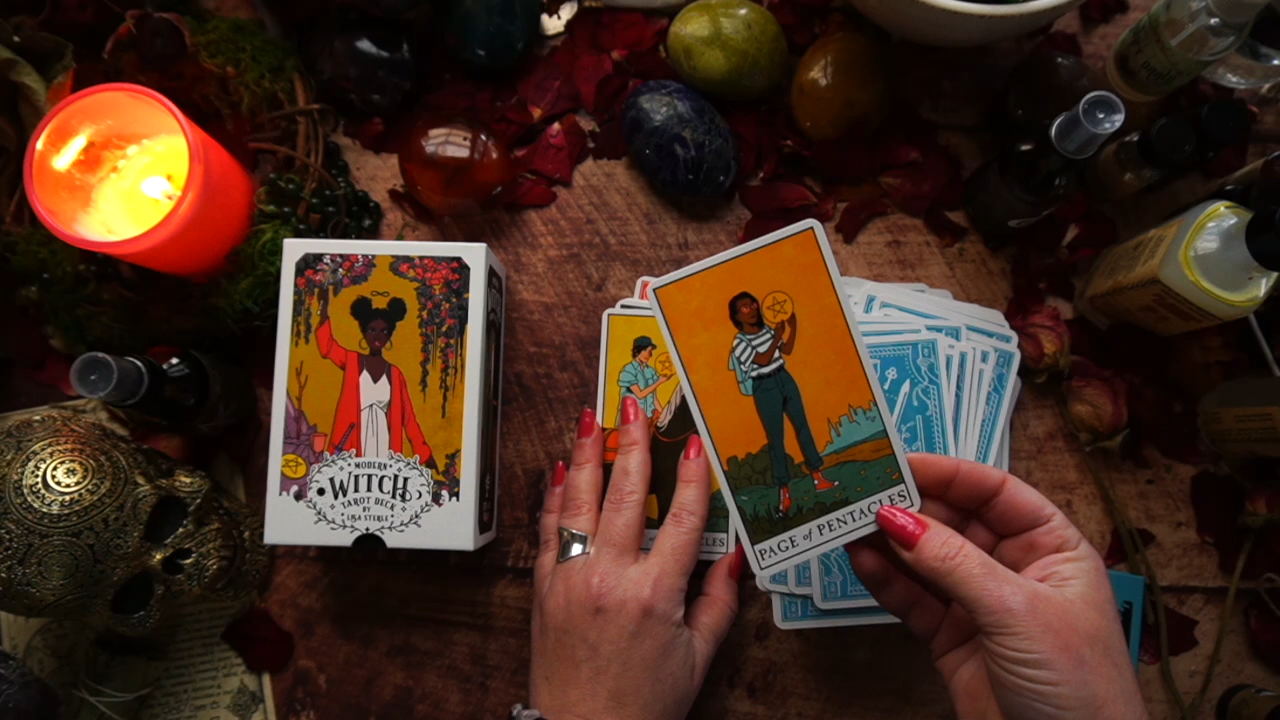 MODERN
WITCH
TAROT DECK
BY
LISA STERLE
PAGE of PENTACLES